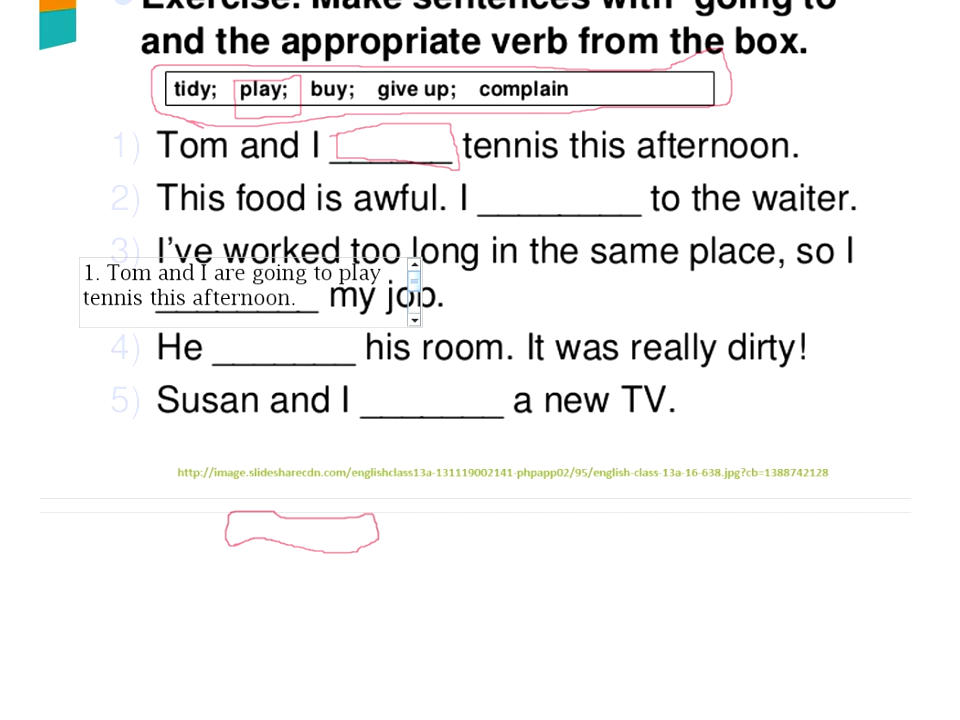 Exercise: Make sentences with 'going to'
and the appropriate verb from the box.
tidy; play; buy; give up; complain
1) Tom and I ______ tennis this afternoon.
2) This food is awful. I ________ to the waiter.
3) I've worked too long in the same place, so I
1. Tom and I are going to play
tennis this afternoon.
________ my job.
4) He _______ his room. It was really dirty!
5) Susan and I _______ a new TV.
http://image.slidesharecdn.com/englishclass13a-131119002141-phpapp02/95/english-class-13a-16-638.jpg?cb=1388742128